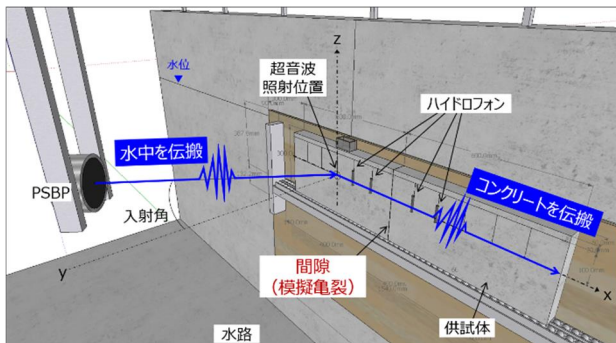 z
超音波
照射位置
水位
ハイドロフォン
水中を伝搬
PSBP
コンクリートを伝搬
入射角
y
間隙
(模擬亀裂)
x
供試体
水路